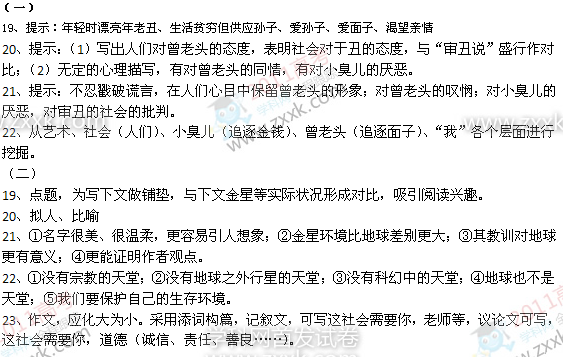 （一）
19、提示：年轻时漂亮年老丑、生活贫穷但供应孙子、爱孙子、爱面子、渴望亲情
20、提示：（1）写出人们对曾老头的态度，表明社会对于丑的态度，与“审丑说”盛行作对
比；（2）无定的心理描写，有对曾老头的同情，有对小臭儿的厌恶。
21、提示：不忍戳破谎言，在人们心目中保留曾老头的形象；对曾老头的叹惘；对小臭儿的
厌恶，对审丑的社会的批判。
22、从艺术、社会（人们）、小臭儿（追逐金钱）、曾老头（追逐面子）、“我”各个层面进行
挖掘。
（二）
19、点题，为写下文做铺垫，与下文金星等实际状况形成对比，吸引阅读兴趣。
20、拟人、比喻
21、①名字很美、很温柔，更容易引人想象；②金星环境比地球差别更大；③其教训对地球
更有意义；④更能证明作者观点。
22、①没有宗教的天堂；②没有地球之外行星的天堂；③没有科幻中的天堂；④地球也不是
天堂；⑤我们要保护自己的生存环境。
23、作文，应化大为小。采用添词构篇，记叙文，可写这社会需要你，老师等，议论文可写，
这社会需要你，道德（诚信、责任、善良……）。